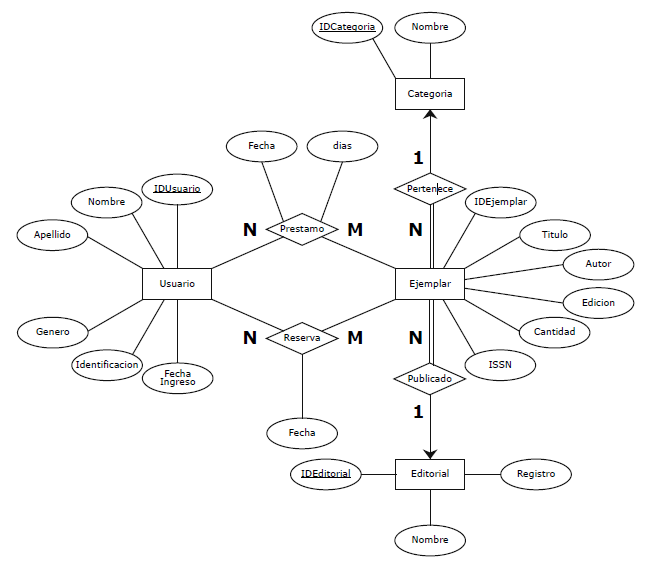 IDCategoria
Nombre
Categoria
Fecha
dias
1
Pertenece
IDUsuario
Nombre
IDEjemplar
Apellido
N
Prestamo
M
N
Titulo
Autor
Usuario
Ejemplar
Edicion
Genero
N
Reserva
M
N
Cantidad
Identificacion
Fecha
Ingreso
Publicado
ISSN
1
Fecha
IDEditorial
Editorial
Registro
Nombre